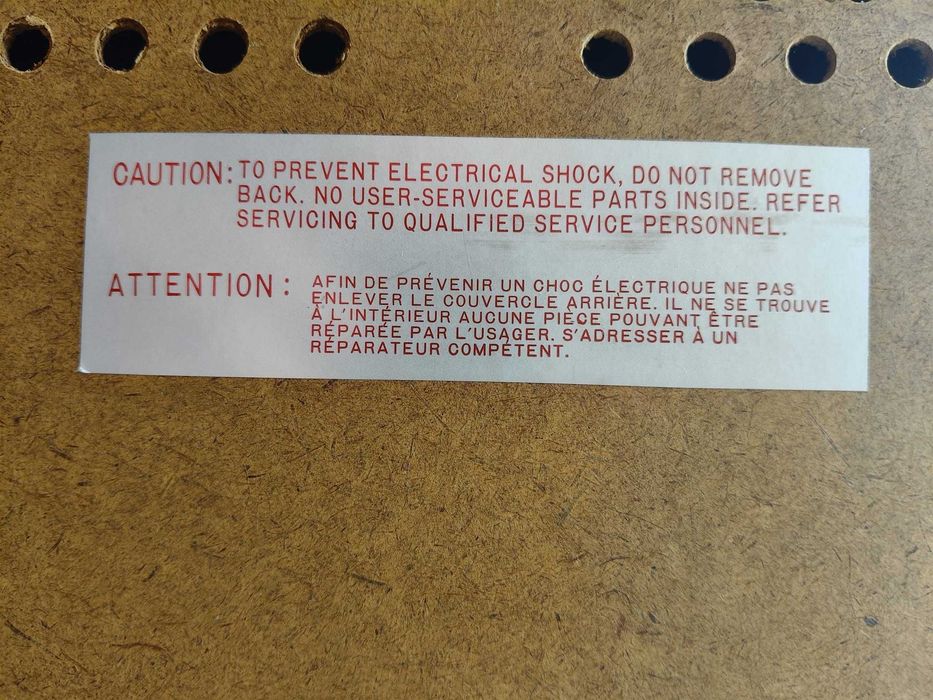 CAUTION: TO PREVENT ELECTRICAL SHOCK, DO NOT REMOVE
BACK. NO USER-SERVICEABLE PARTS INSIDE. REFER
SERVICING TO QUALIFIED SERVICE PERSONNEL.
ATTENTION: AFIN DE PRÉVENIR UN CHOC ÉLECTRIQUE NE PAS
ENLEVER LE COUVERCLE ARRIÈRE. IL NE SE TROUVE
À L'INTÉRIEUR AUCUNE PIECE POUVANT ÊTRE
RÉPARÉE PAR L'USAGER. S'ADRESSER À UN
RÉPARATEUR COMPÉTENT.